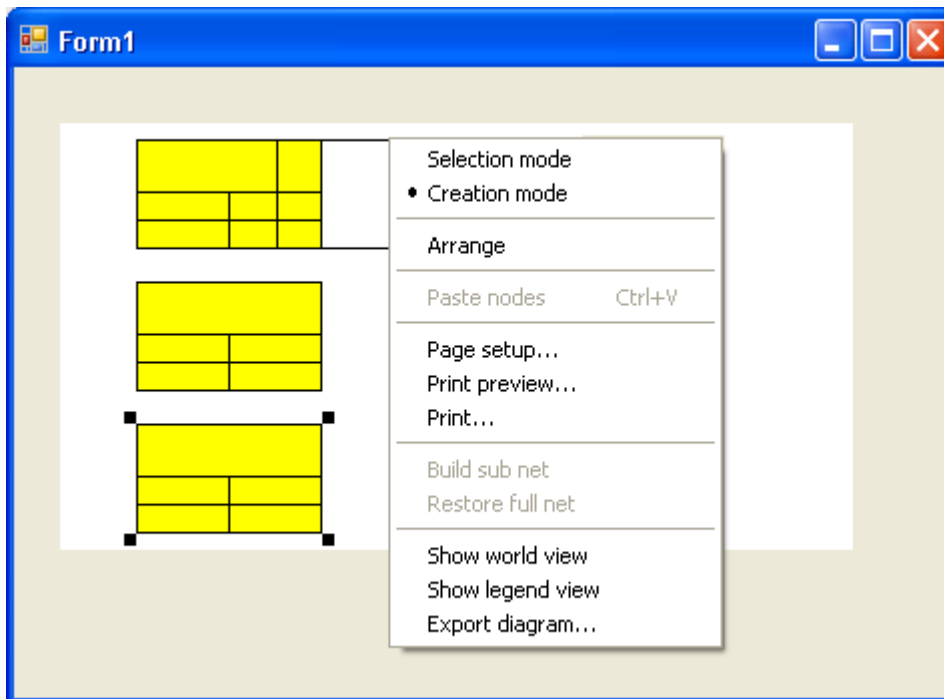 Form1
Selection mode
Creation mode
Arrange
Paste nodes Ctrl+V
Page setup...
Print preview...
Print...
Build sub net
Restore full net
Show world view
Show legend view
Export diagram...